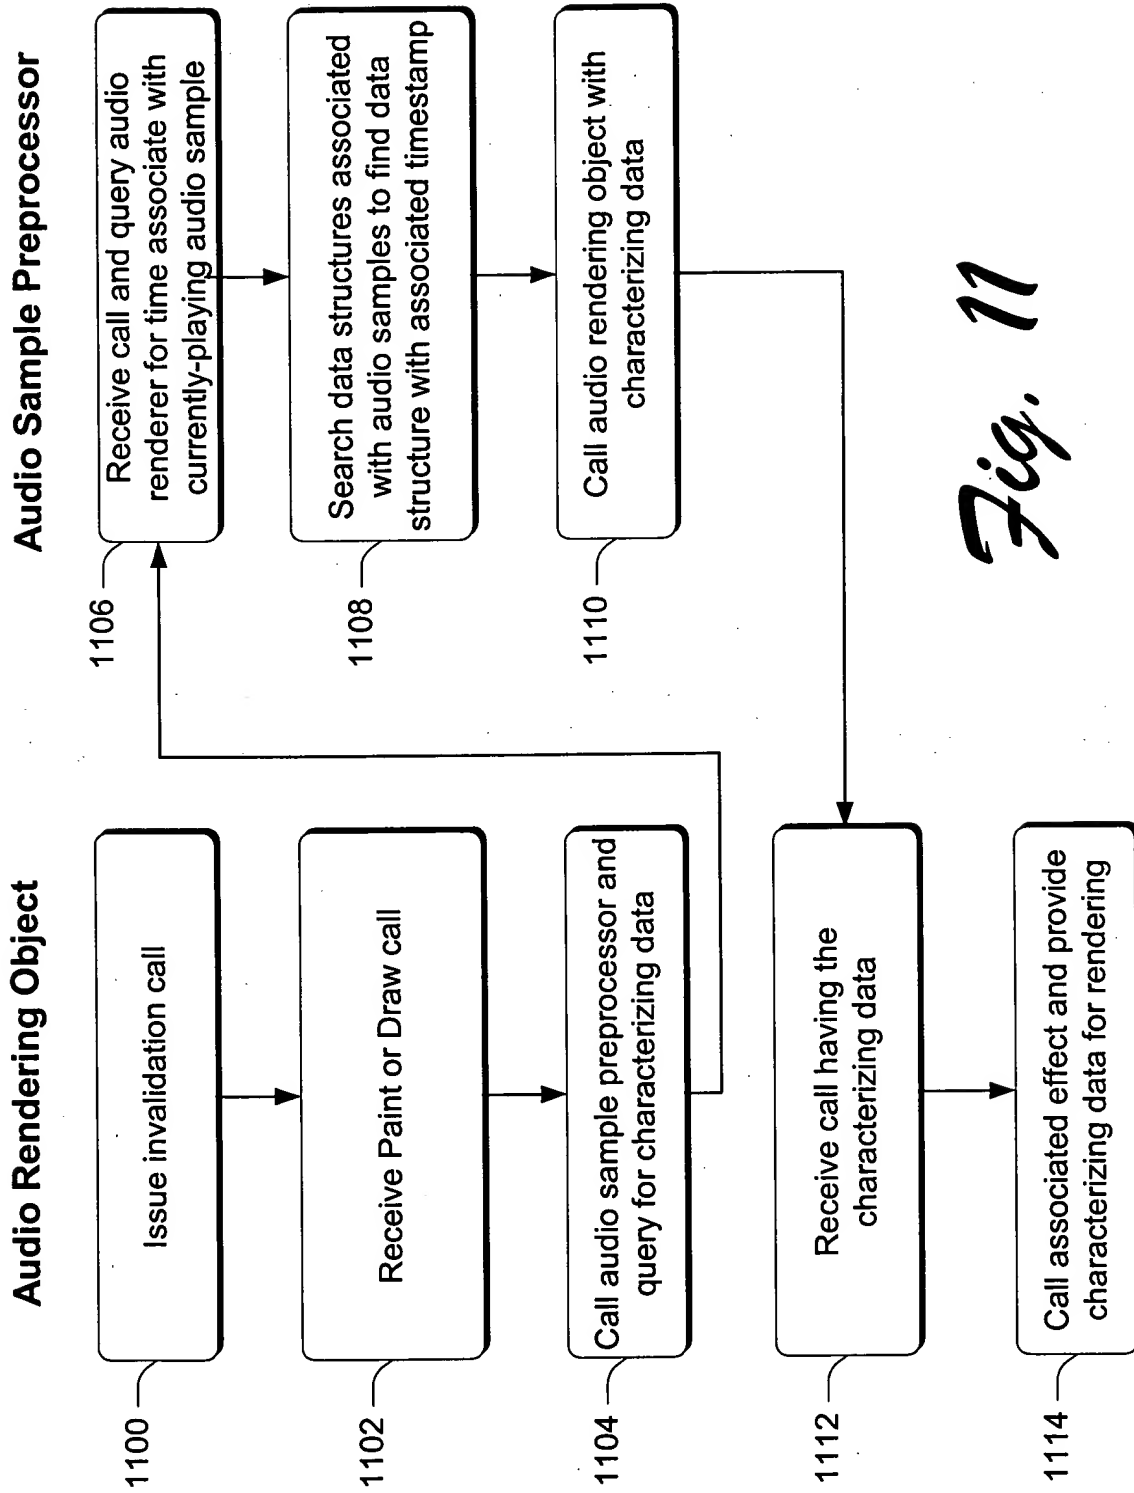 Audio Rendering Object
1100
Issue invalidation call
1102
Receive Paint or Draw call
1104
Call audio sample preprocessor and
query for characterizing data
1112
Receive call having the
characterizing data
1114
Call associated effect and provide
characterizing data for rendering
Audio Sample Preprocessor
1106
Receive call and query audio
renderer for time associate with
currently-playing audio sample
1108
Search data structures associated
with audio samples to find data
structure with associated timestamp
1110
Call audio rendering object with
characterizing data
Fig. 11